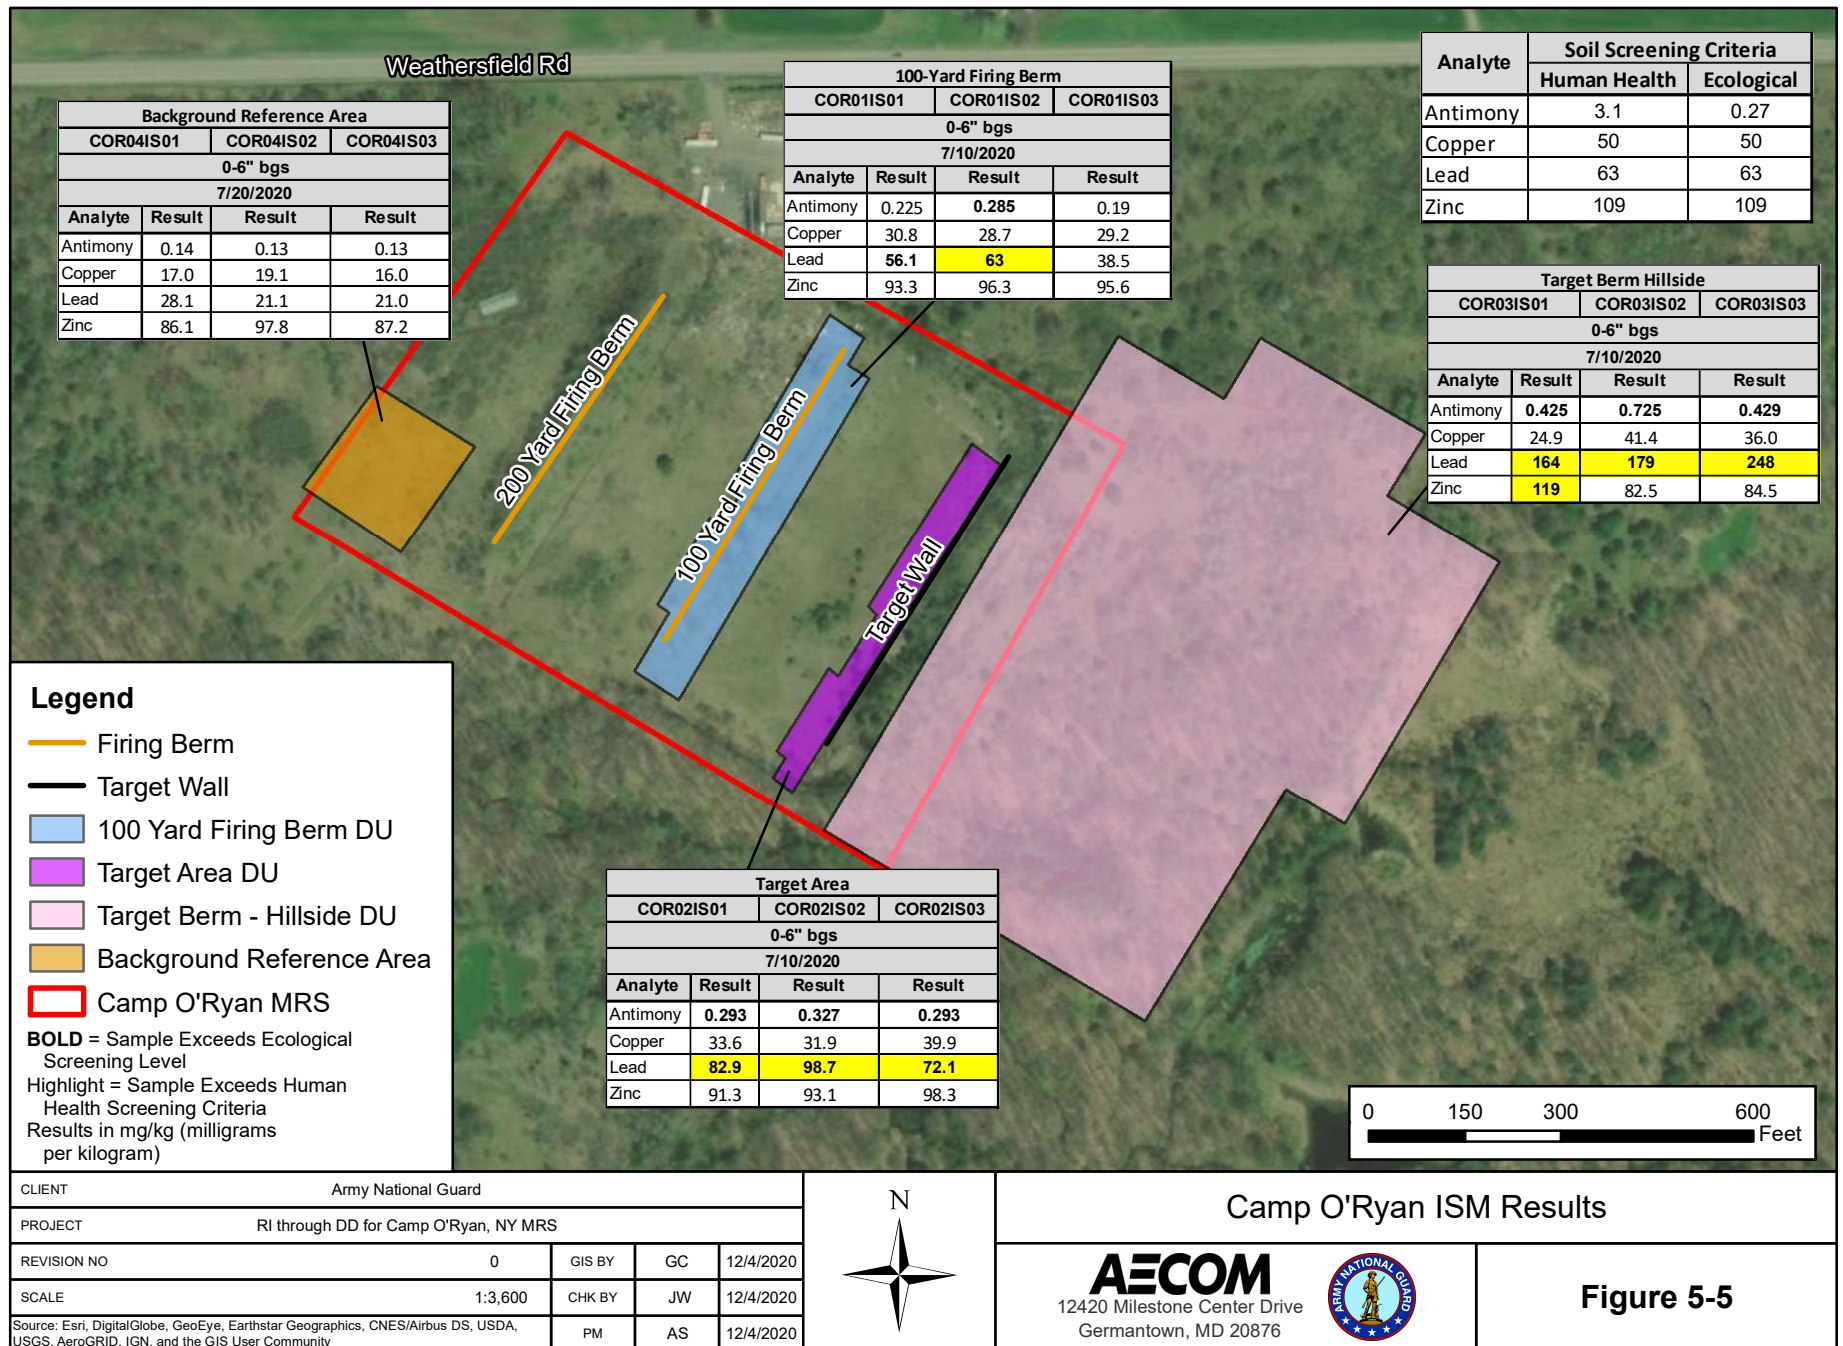 Weathersfield Rd
Background Reference Area
COR04IS01 COR04IS02 COR04IS03
0-6" bgs
7/20/2020
Analyte Result Result Result
Antimony 0.14 0.13 0.13
Copper 17.0 19.1 16.0
Lead 28.1 21.1 21.0
Zinc 86.1 97.8 87.2
100-Yard Firing Berm
COR01IS01 COR01IS02 COR01IS03
0-6" bgs
7/10/2020
Analyte Result Result Result
Antimony 0.225 0.285 0.19
Copper 30.8 28.7 29.2
Lead 56.1 63 38.5
Zinc 93.3 96.3 95.6
Analyte Soil Screening Criteria
Human Health Ecological
Antimony 3.1 0.27
Copper 50 50
Lead 63 63
Zinc 109 109
Target Berm Hillside
COR03IS01 COR03IS02 COR03IS03
0-6" bgs
7/10/2020
Analyte Result Result Result
Antimony 0.425 0.725 0.429
Copper 24.9 41.4 36.0
Lead 164 179 248
Zinc 119 82.5 84.5
200 Yard Firing Berm
100 Yard Firing Berm
Target Wall
Target Area
COR02IS01 COR02IS02 COR02IS03
0-6" bgs
7/10/2020
Analyte Result Result Result
Antimony 0.293 0.327 0.293
Copper 33.6 31.9 39.9
Lead 82.9 98.7 72.1
Zinc 91.3 93.1 98.3
Legend
Firing Berm
Target Wall
100 Yard Firing Berm DU
Target Area DU
Target Berm - Hillside DU
Background Reference Area
Camp O'Ryan MRS
BOLD = Sample Exceeds Ecological
Screening Level
Highlight = Sample Exceeds Human
Health Screening Criteria
Results in mg/kg (milligrams
per kilogram)
0 150 300 600
Feet
CLIENT Army National Guard
PROJECT RI through DD for Camp O'Ryan, NY MRS
REVISION NO 0 GIS BY GC 12/4/2020
SCALE 1:3,600 CHK BY JW 12/4/2020
Source: Esri, DigitalGlobe, GeoEye, Earthstar Geographics, CNES/Airbus DS, USDA,
USGS, AeroGRID, IGN, and the GIS User Community
PM AS 12/4/2020
N
Camp O'Ryan ISM Results
AECOM
12420 Milestone Center Drive
Germantown, MD 20876
ARMY NATIONAL GUARD
Figure 5-5